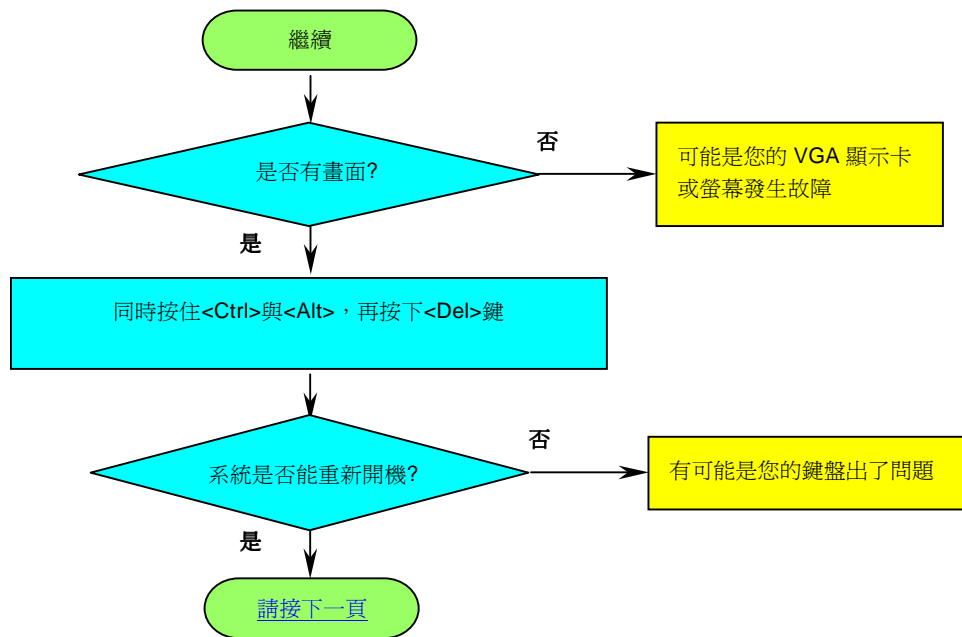 繼續
是否有畫面?
否
可能是您的 VGA 顯示卡
或螢幕發生故障
是
同時按住<Ctrl>與<Alt>，再按下<Del>鍵
系統是否能重新開機?
否
有可能是您的鍵盤出了問題
是
請接下一頁